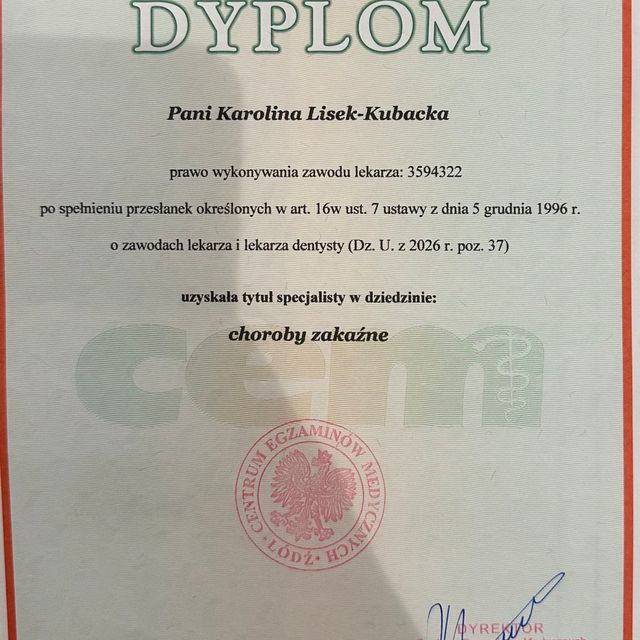 DYPLOM
Pani Karolina Lisek-Kubacka
prawo wykonywania zawodu lekarza: 3594322
po spełnieniu przesłanek określonych w art. 16w ust. 7 ustawy z dnia 5 grudnia 1996 r.
o zawodach lekarza i lekarza dentysty (Dz. U. z 2026 r. poz. 37)
uzyskała tytuł specjalisty w dziedzinie:
choroby zakaźne
cem
CENTRUM EGZAMINÓW MEDYCZNYCH
ŁÓDŹ
DYREKTOR